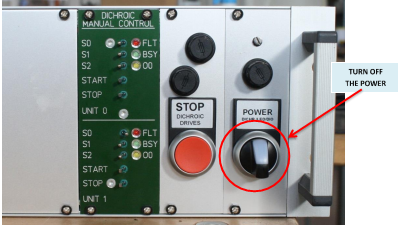 DICHROIC
MANUAL CONTROL
S0 FLT
S1 BSY
S2 OO
START
STOP
UNIT 0
S0 FLT
S1 BSY
S2 OO
START
STOP
UNIT 1
STOP
DICHROIC
DRIVES
POWER
TURN OFF
THE POWER